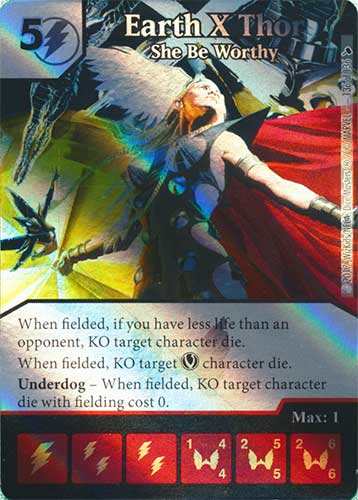 5
Earth X Thor
She Be Worthy
When fielded, if you have less life than an
opponent, KO target character die.
When fielded, KO target character die.
Underdog – When fielded, KO target character
die with fielding cost 0.
Max: 1
1 4 4
2 5 5
2 6 6